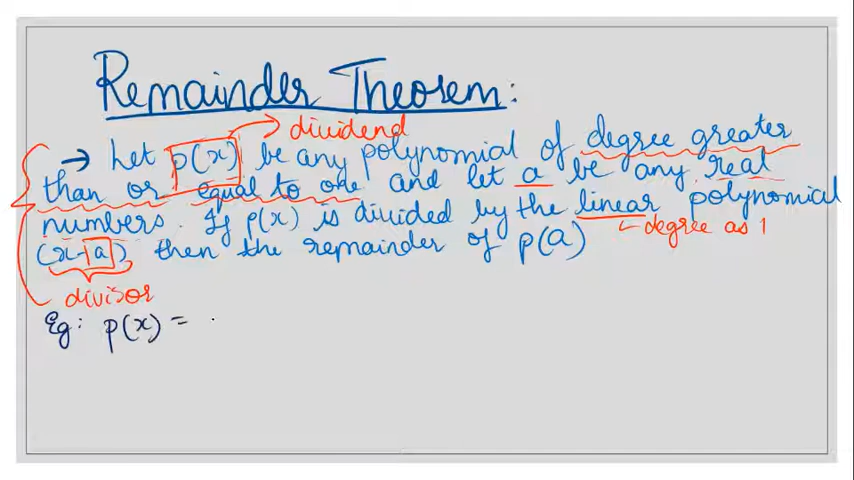 Remainder Theorem:
dividend
→ Let p(x) be any polynomial of degree greater
than or equal to one and let a be any real
numbers. If p(x) is divided by the linear polynomial
degree as 1
(x-a), then the remainder of p(a)
divisor
Eg: p(x) =